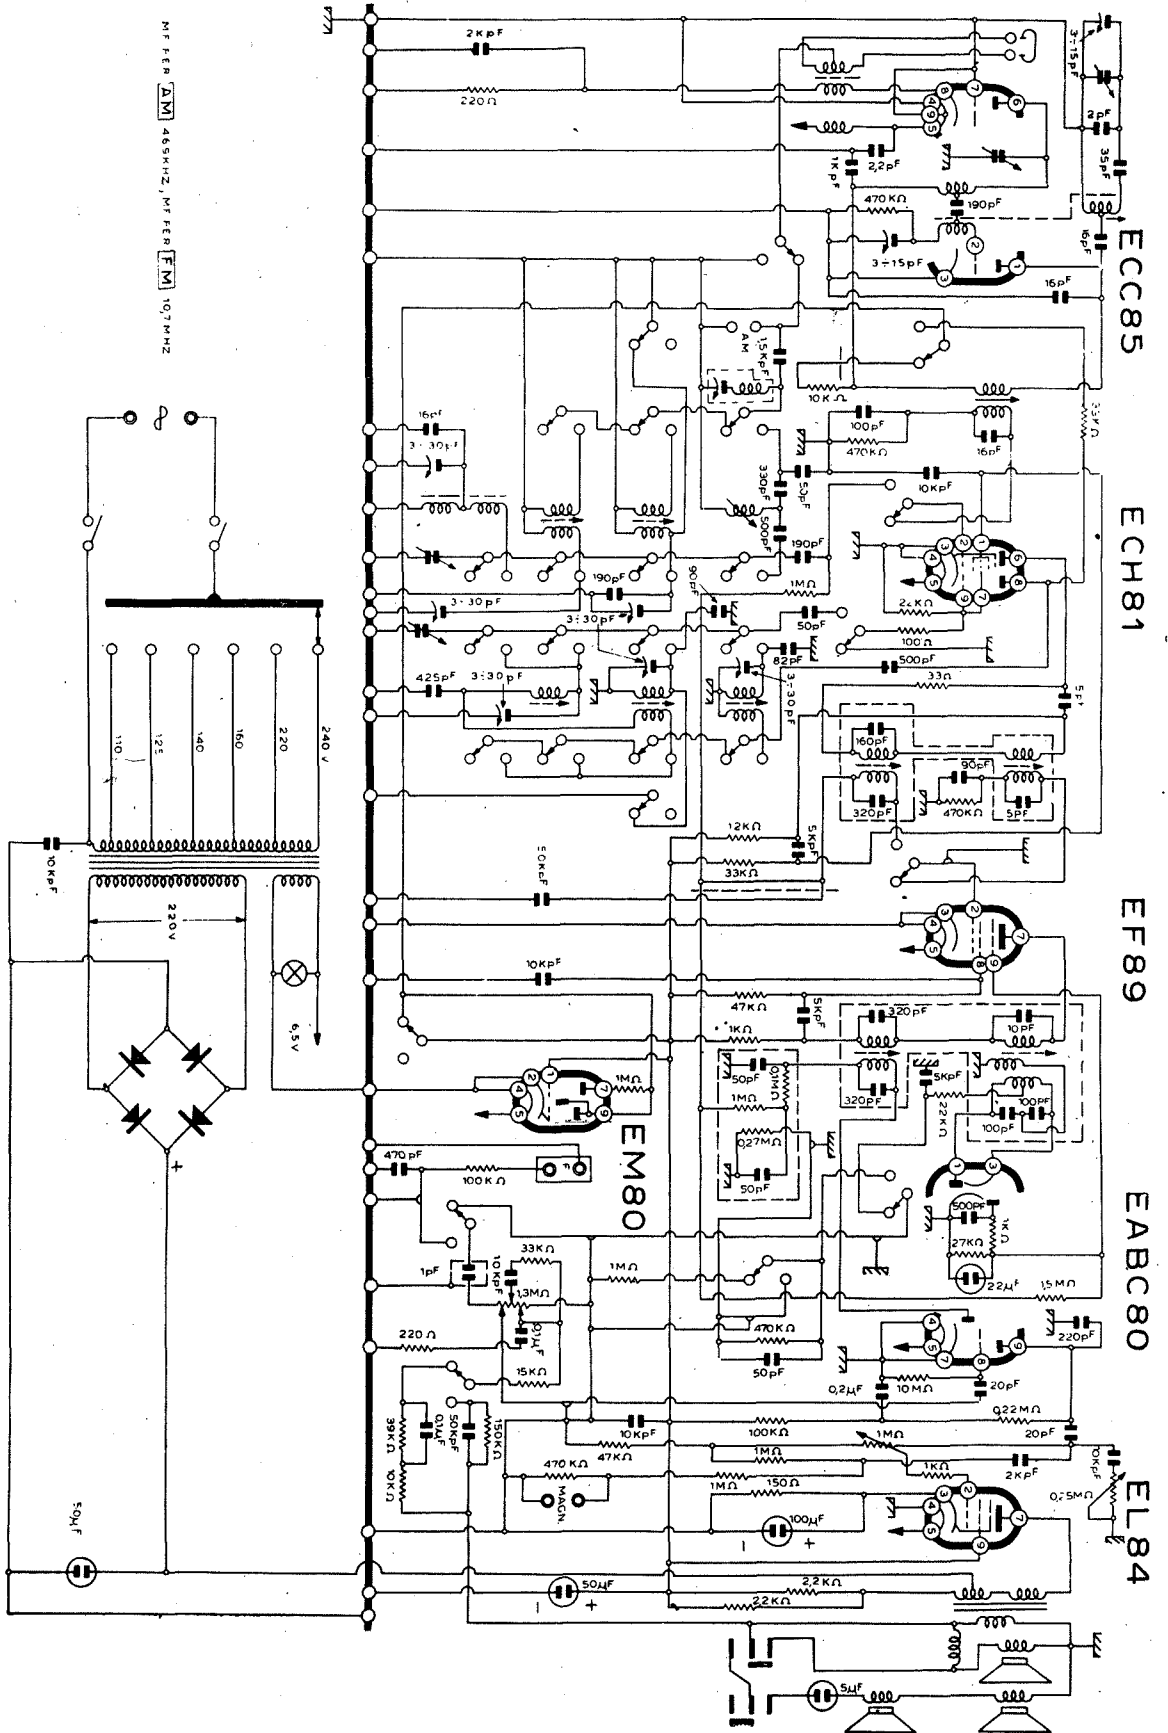 ECC85
ECH81
EF89
EABC80
EL84
EM80
MF PER AM 465KHZ, MF PER FM 10,7MHZ
2KpF
220Ω
3÷15pF
2pF
35pF
16pF
2,2pF
1KpF
470KΩ
190pF
3÷15pF
16pF
AM
1,5KpF
10KΩ
100pF
470KΩ
16pF
33KΩ
16pF
3÷30pF
330pF
50pF
10KpF
500pF
190pF
190pF
1MΩ
3÷30pF
3÷30pF
90pF
50pF
22KΩ
100Ω
82pF
500pF
33Ω
425pF
3÷30pF
3÷30pF
160pF
90pF
320pF
470KΩ
5PF
12KΩ
5KpF
33KΩ
50KpF
10KpF
47KΩ
5KpF
1KΩ
320pF
10pF
50pF
0,1MΩ
1MΩ
320pF
5KpF
22KΩ
100PF
100pF
0,27MΩ
50pF
1MΩ
470pF
100KΩ
F
500PF
1KΩ
27KΩ
22µF
1,5MΩ
33KΩ
10KpF
1,3MΩ
1pF
0,1µF
1MΩ
470KΩ
50pF
220pF
220Ω
15KΩ
0,2µF
10MΩ
20pF
39KΩ
0,1µF
10KΩ
50KpF
150KΩ
10KpF
47KΩ
100KΩ
0,22MΩ
20pF
1MΩ
1MΩ
470KΩ
MAGN.
1MΩ
150Ω
1KΩ
2KpF
10KpF
0,25MΩ
100µF
- +
50µF
- +
2,2KΩ
22KΩ
5µF
110
125
140
160
220
240 V
10KpF
220V
6,5V
+
50µF